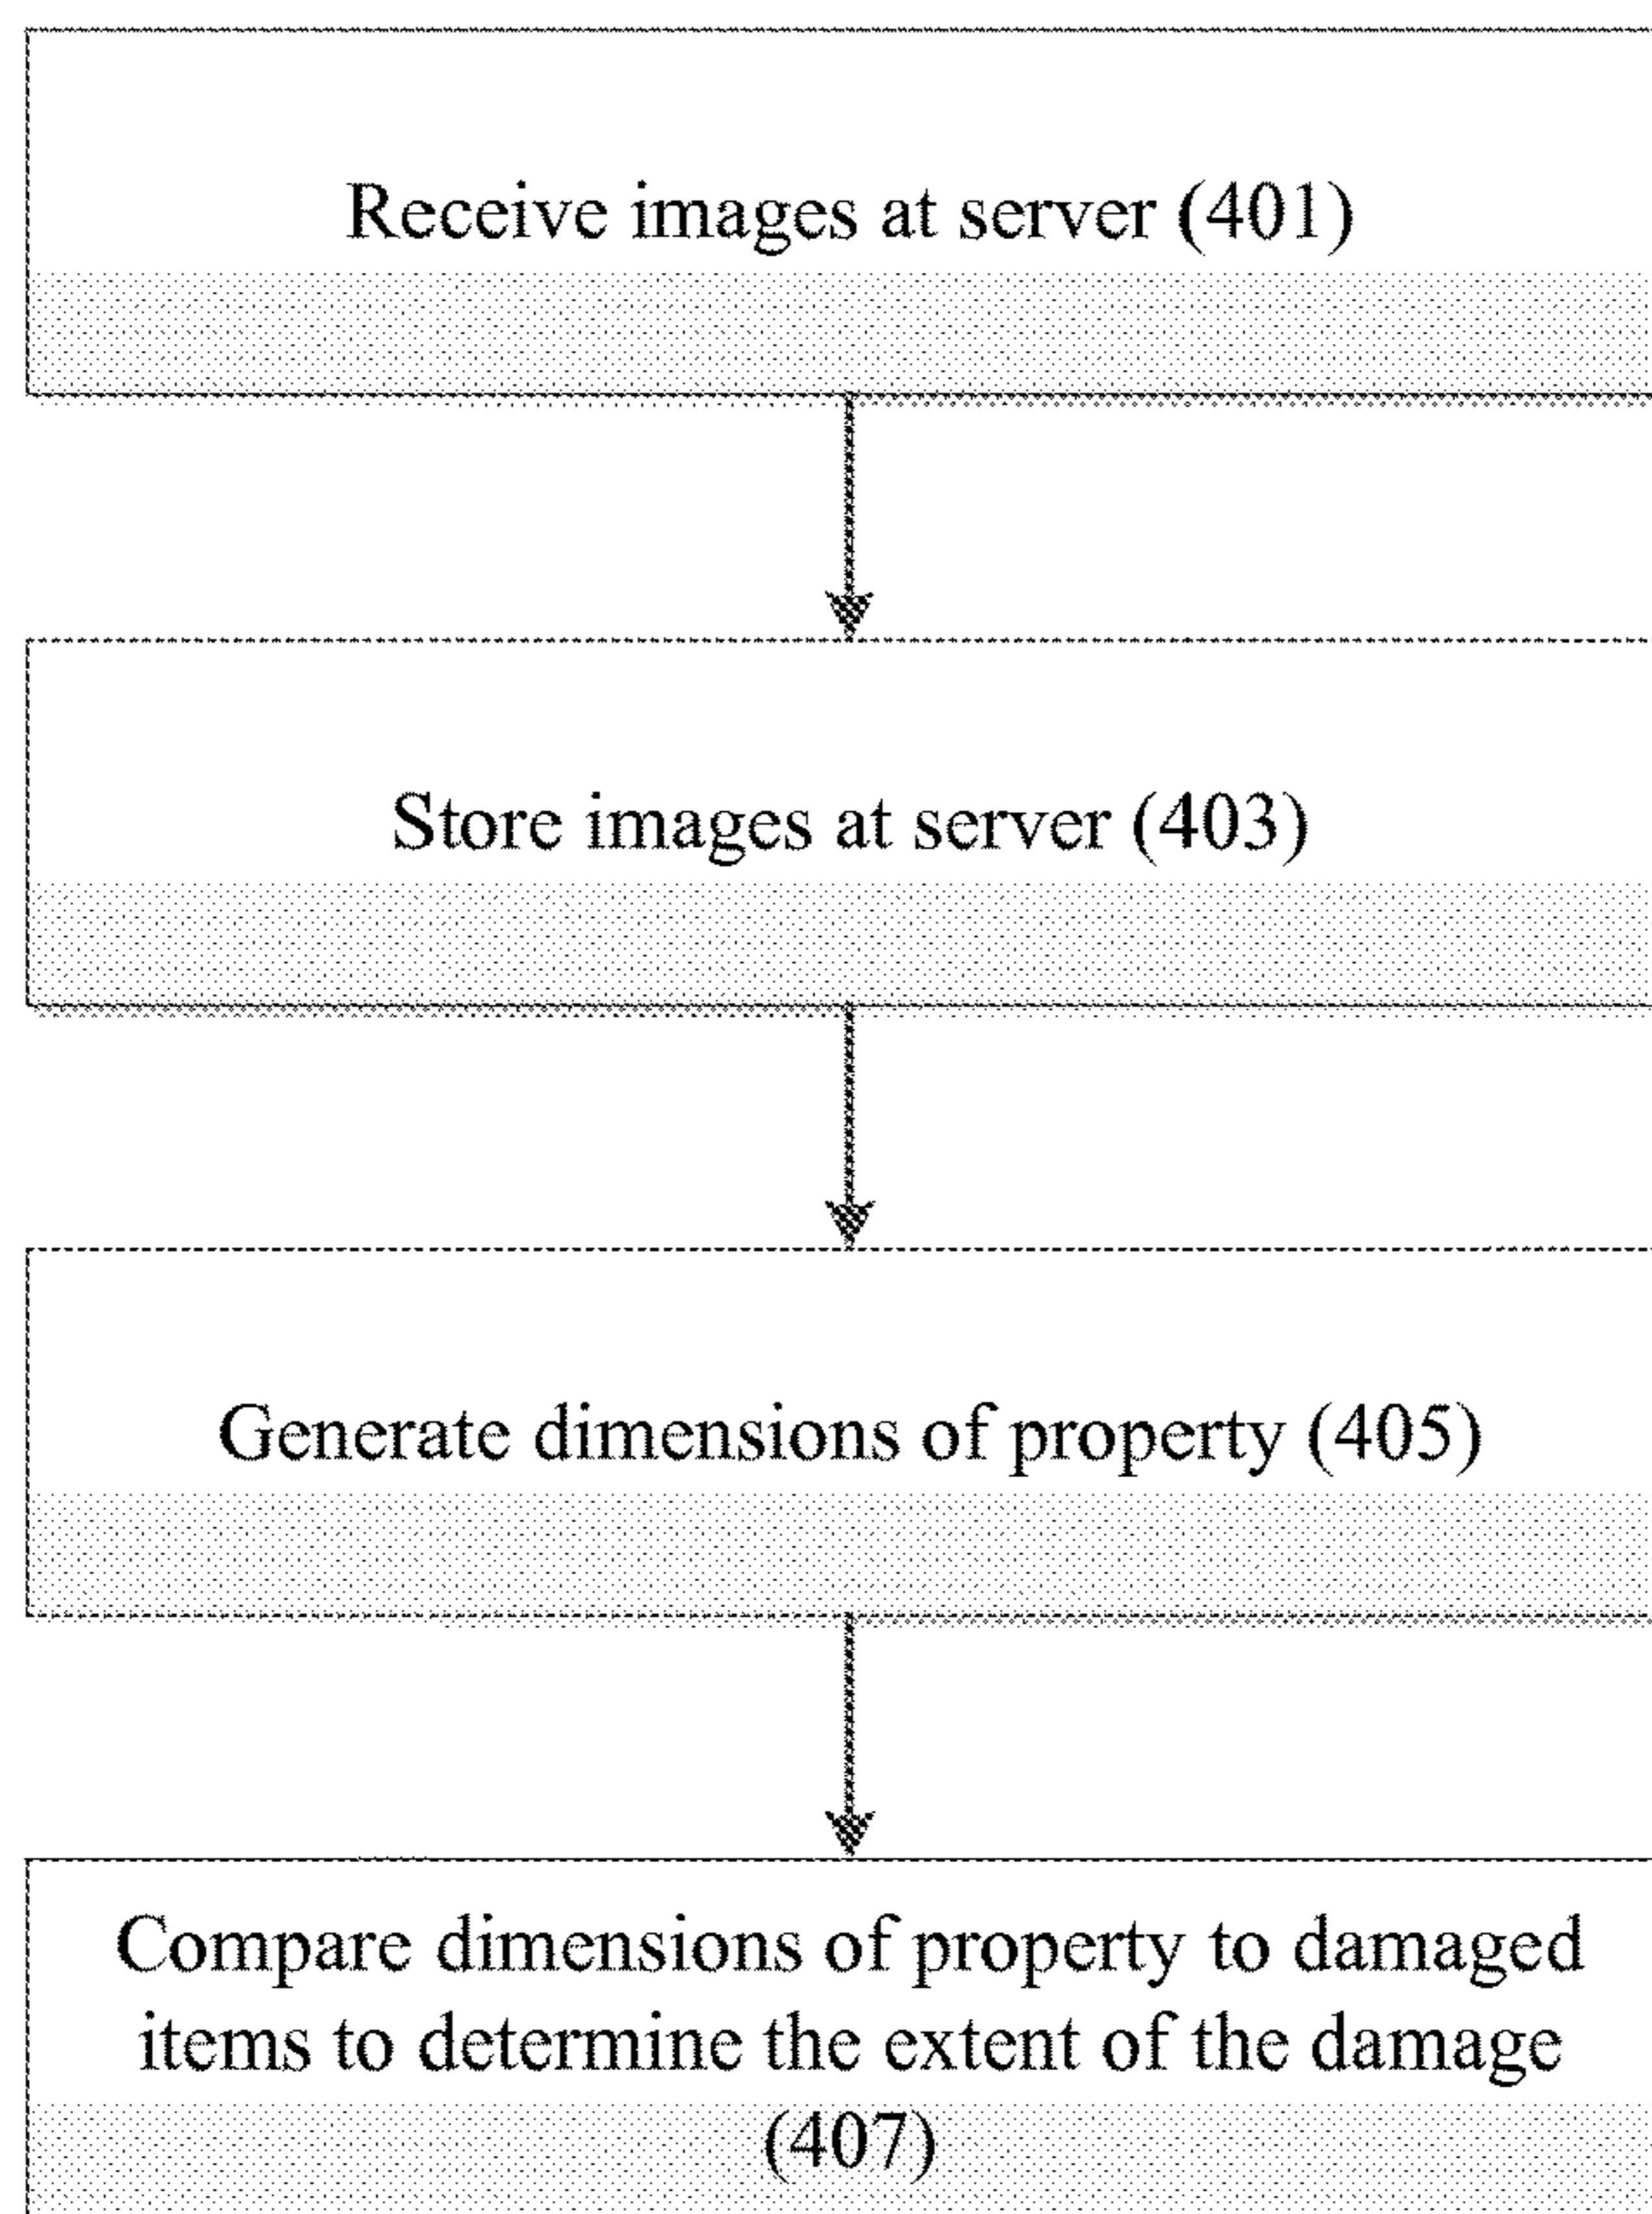 Receive images at server (401)
Store images at server (403)
Generate dimensions of property (405)
Compare dimensions of property to damaged
items to determine the extent of the damage
(407)